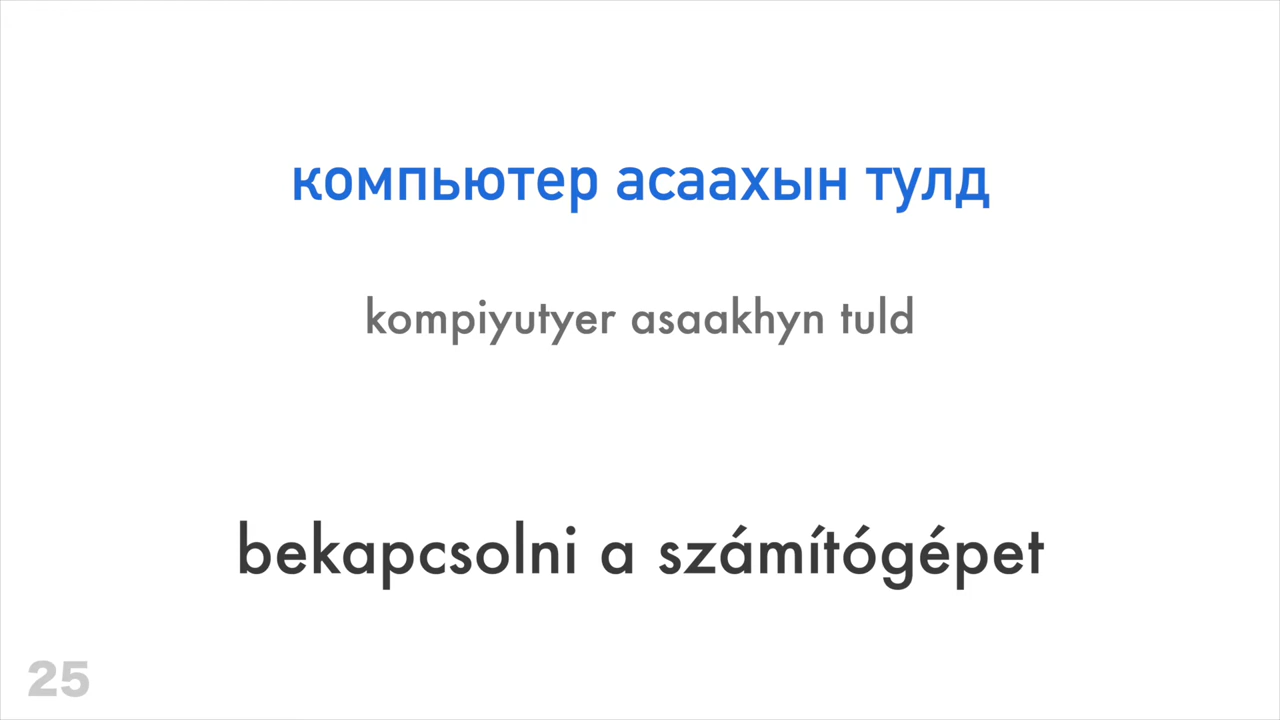 компьютер асаахын тулд
kompiyutyer asaakhyn tuld
bekapcsolni a számítógépet
25